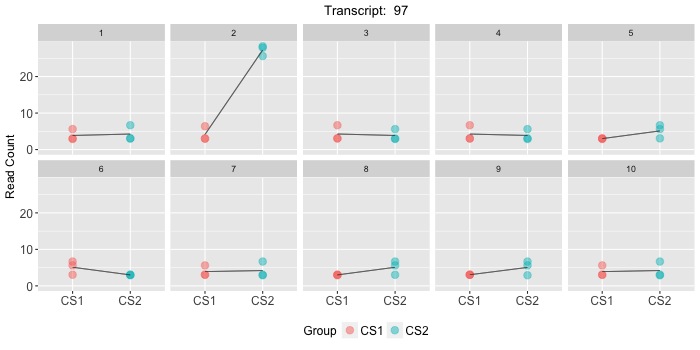 Transcript: 97
1 2 3 4 5
20
10
0
Read Count
6 7 8 9 10
20
10
0
CS1 CS2 CS1 CS2 CS1 CS2 CS1 CS2 CS1 CS2
Group CS1 CS2